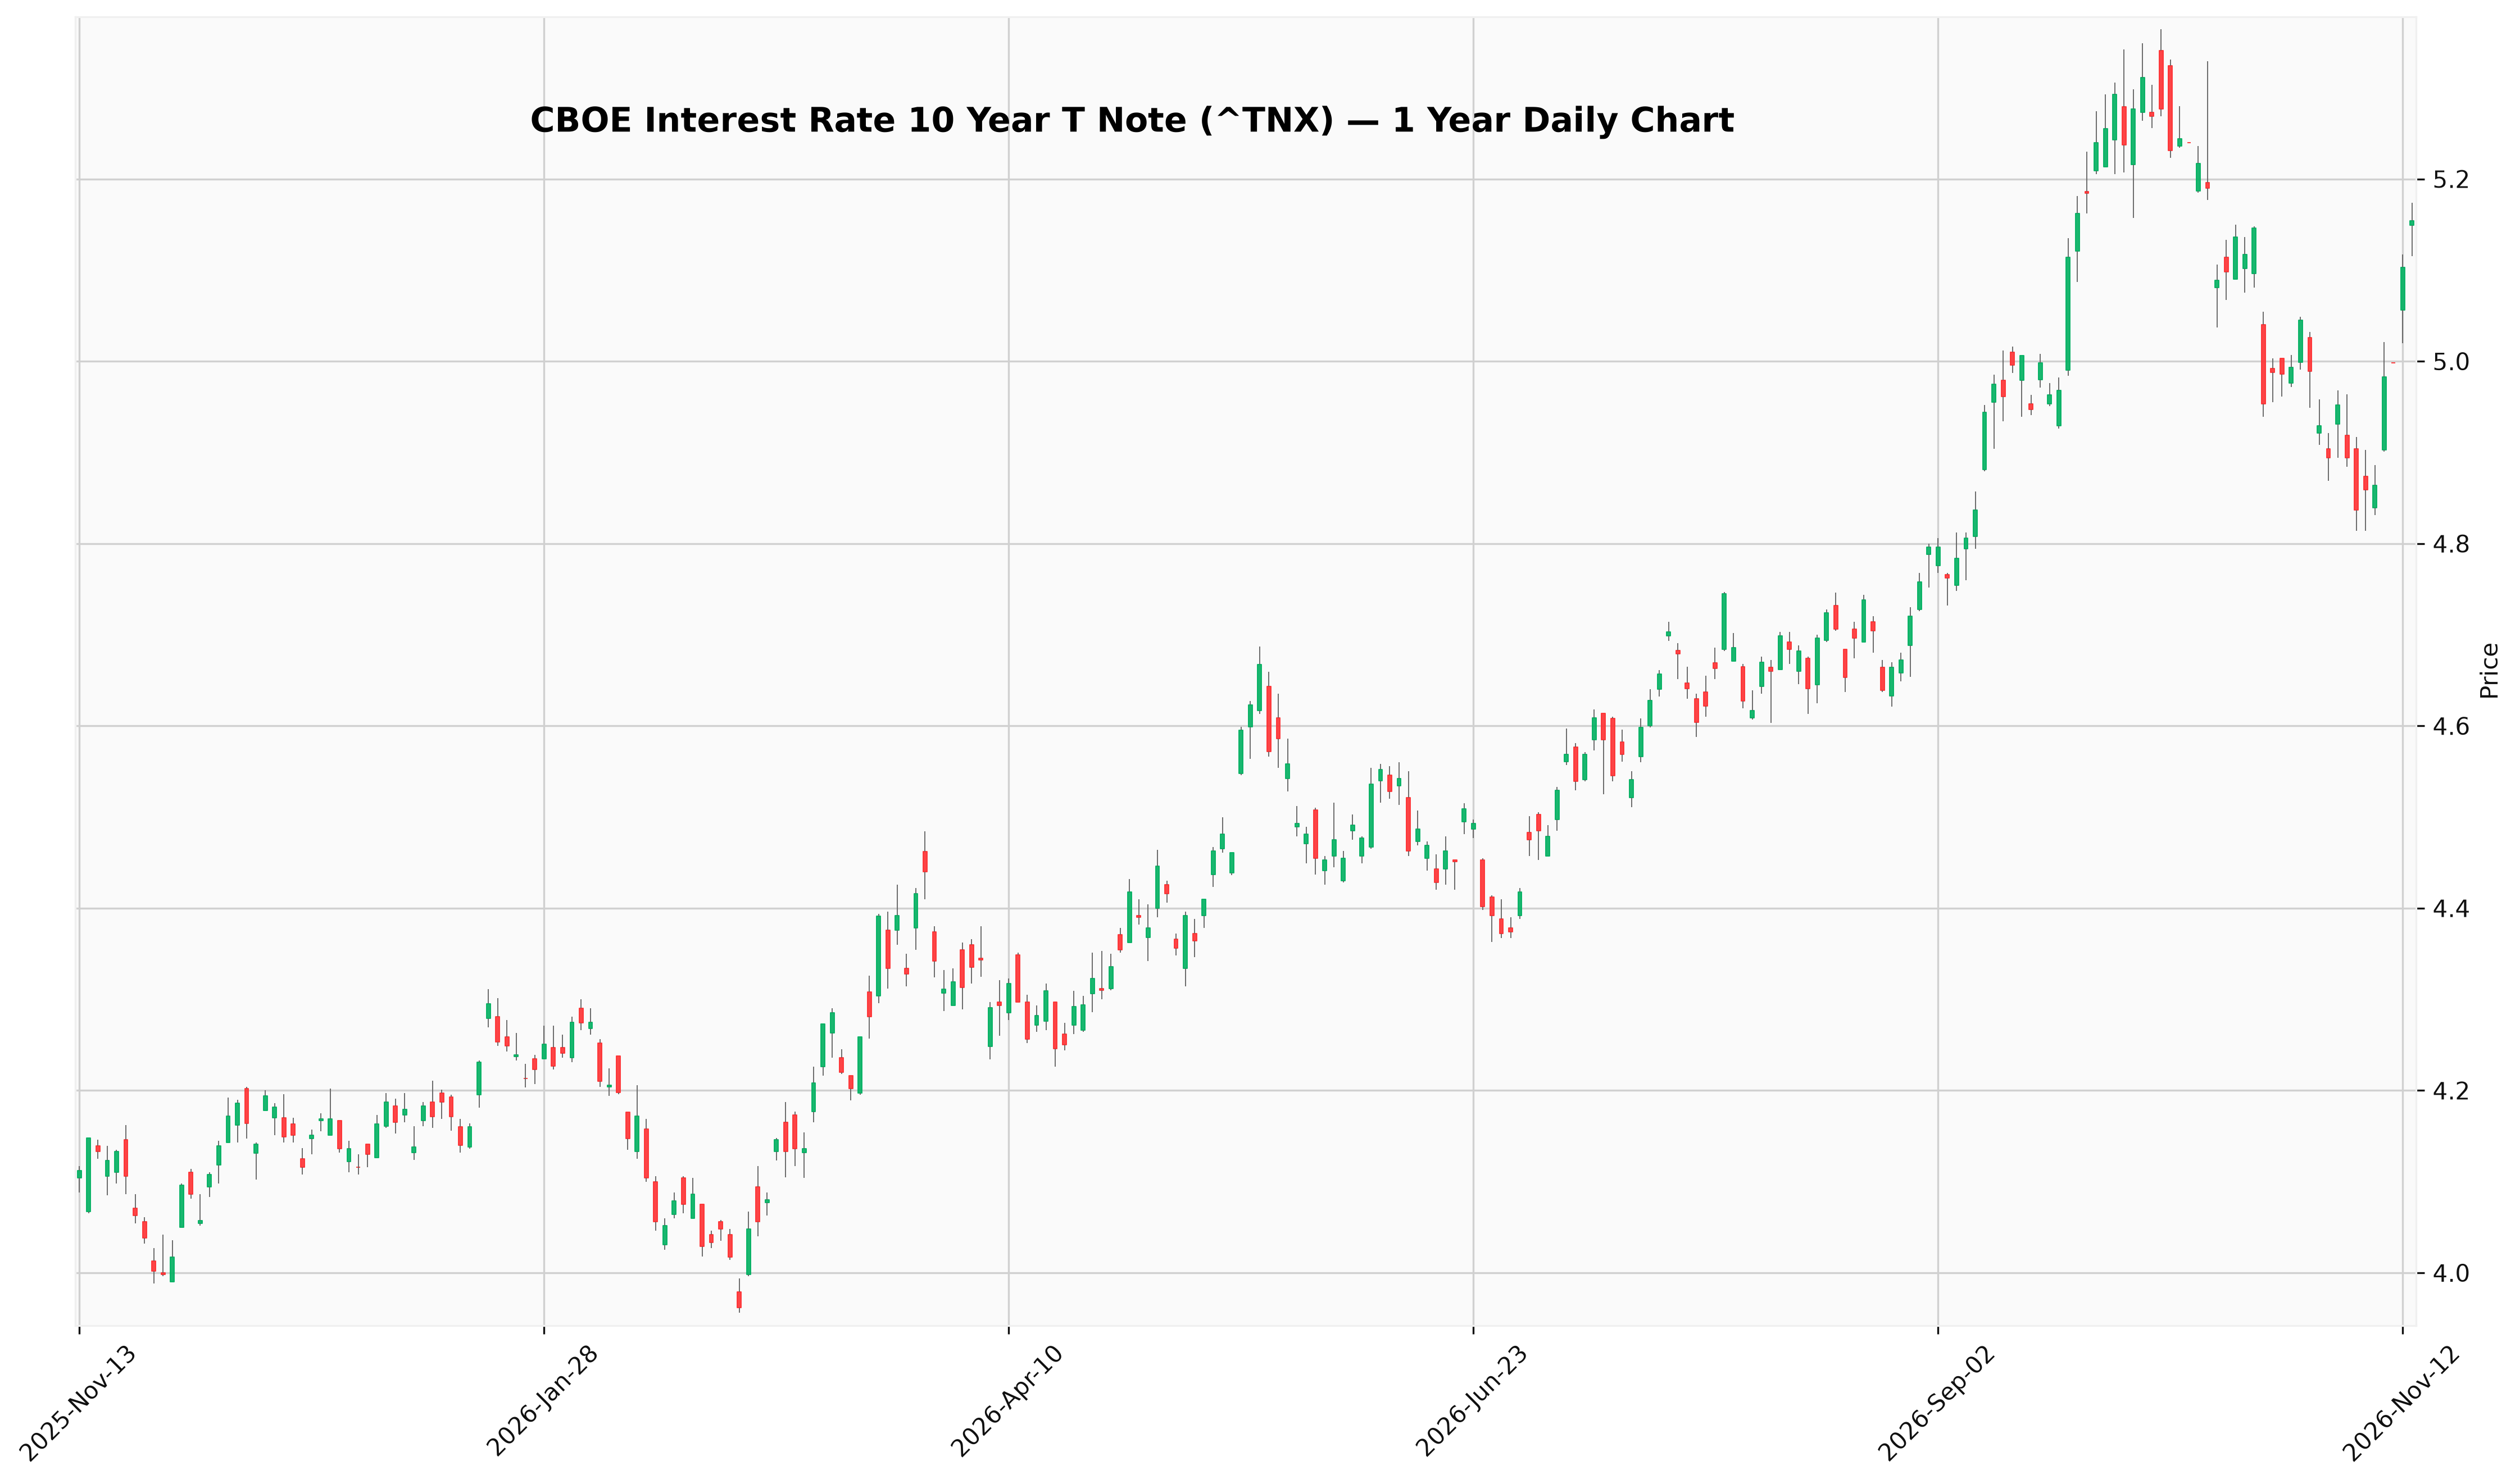 CBOE Interest Rate 10 Year T Note (^TNX) — 1 Year Daily Chart
5.2
5.0
4.8
4.6
4.4
4.2
4.0
Price
2025-Nov-13
2026-Jan-28
2026-Apr-10
2026-Jun-23
2026-Sep-02
2026-Nov-12